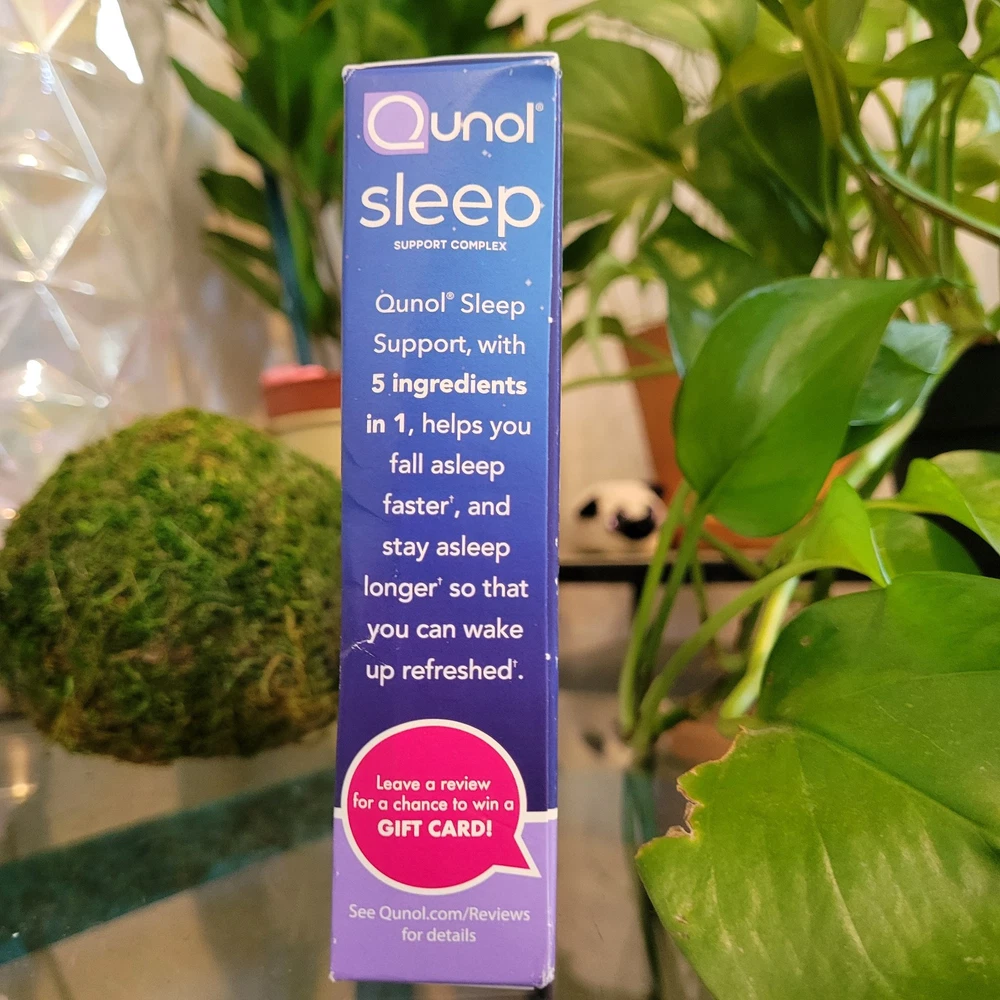 Qunol®
sleep
SUPPORT COMPLEX
Qunol® Sleep
Support, with
5 ingredients
in 1, helps you
fall asleep
faster†, and
stay asleep
longer† so that
you can wake
up refreshed†.
Leave a review
for a chance to win a
GIFT CARD!
See Qunol.com/Reviews
for details